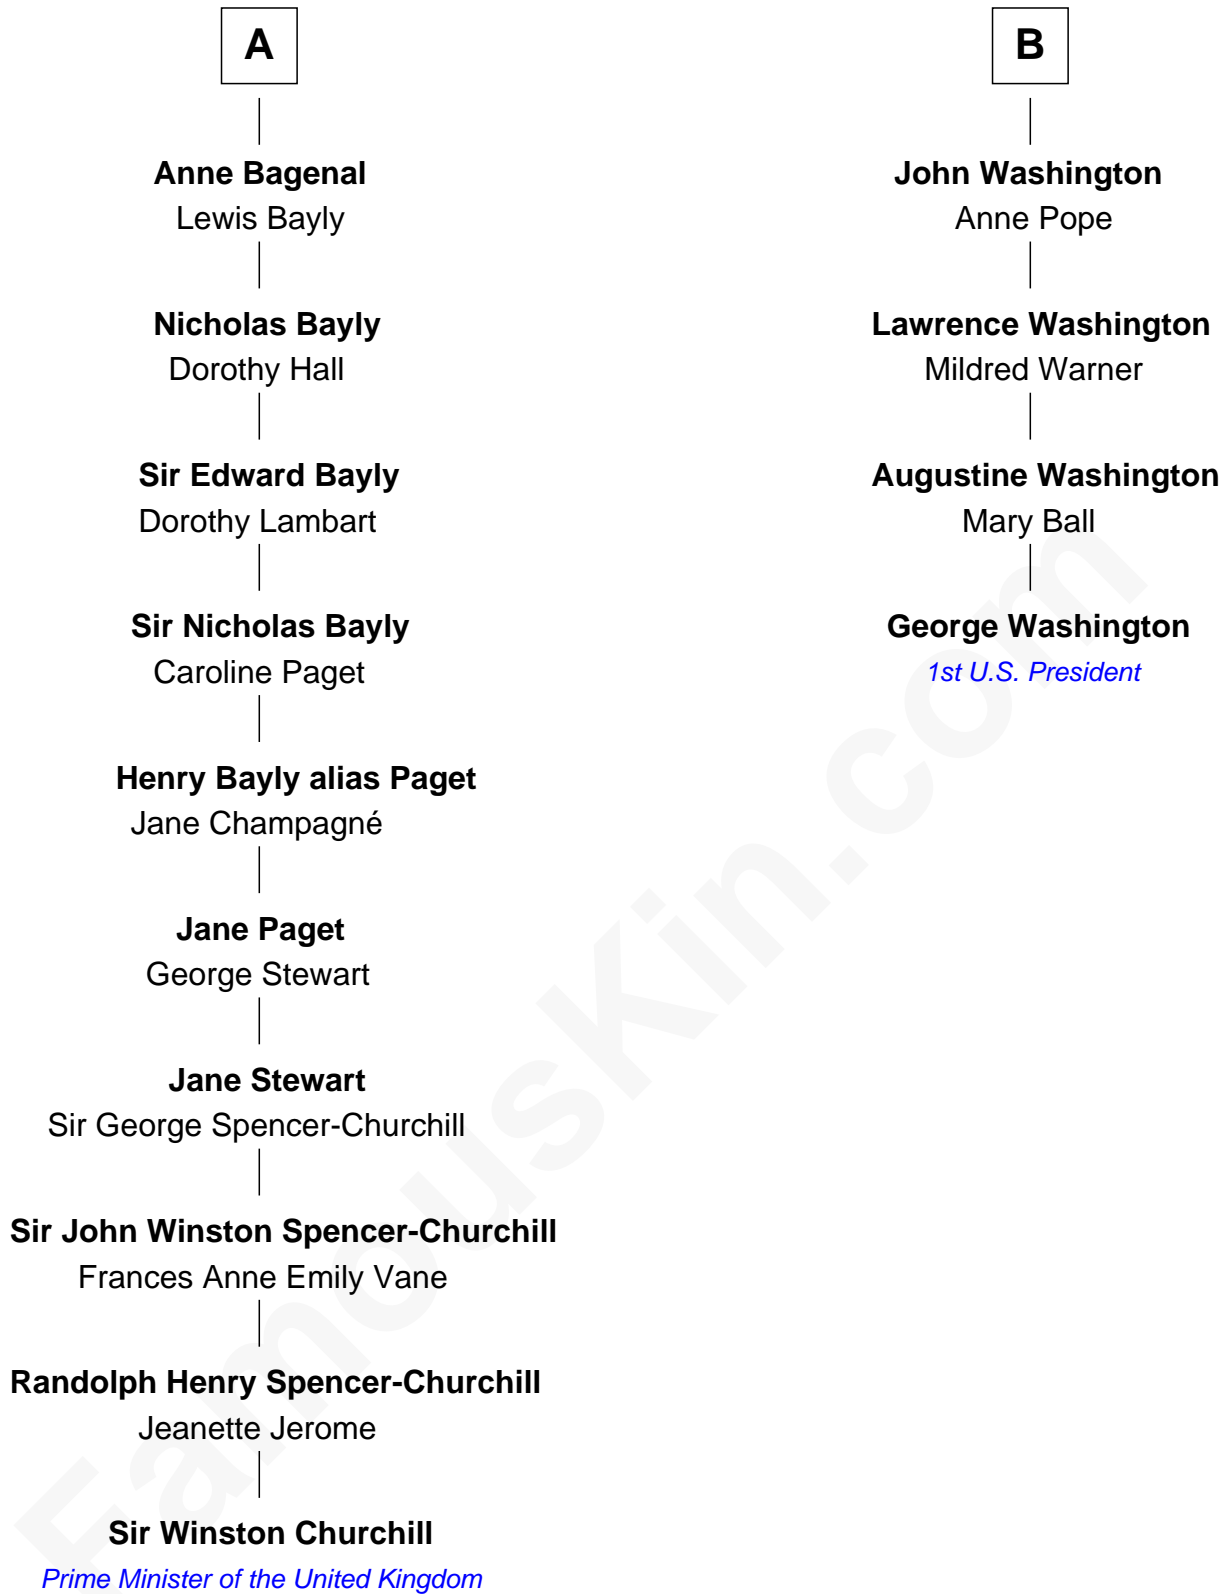 A
Anne Bagenal
Lewis Bayly
Nicholas Bayly
Dorothy Hall
Sir Edward Bayly
Dorothy Lambart
Sir Nicholas Bayly
Caroline Paget
Henry Bayly alias Paget
Jane Champagné
Jane Paget
George Stewart
Jane Stewart
Sir George Spencer-Churchill
Sir John Winston Spencer-Churchill
Frances Anne Emily Vane
Randolph Henry Spencer-Churchill
Jeanette Jerome
Sir Winston Churchill
Prime Minister of the United Kingdom
B
John Washington
Anne Pope
Lawrence Washington
Mildred Warner
Augustine Washington
Mary Ball
George Washington
1st U.S. President
FamousKin.com